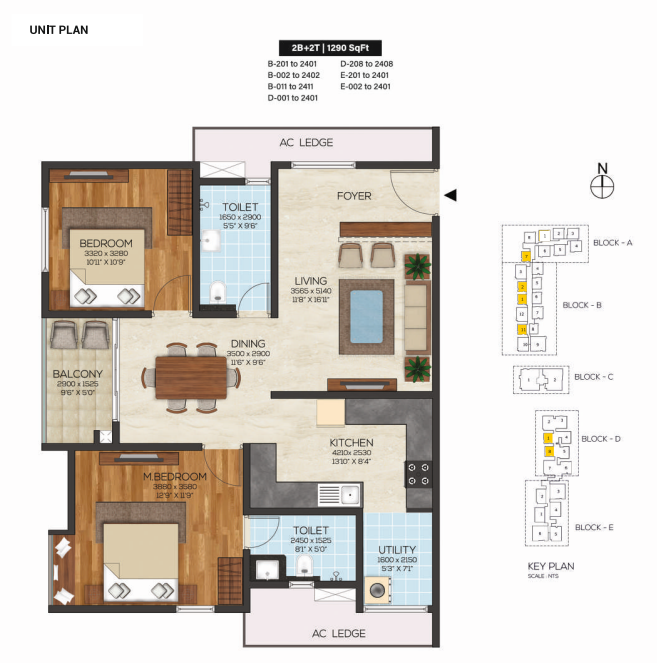 UNIT PLAN
2B+2T | 1290 SqFt
B-201 to 2401
D-208 to 2408
B-002 to 2402
E-201 to 2401
B-011 to 2411
E-002 to 2401
D-001 to 2401
AC LEDGE
FOYER
N
TOILET
1650 x 2900
5'5" X 9'6"
BEDROOM
3320 x 3280
10'11" X 10'9"
LIVING
3565 x 5140
11'8" X 16'11"
DINING
3500 x 2900
11'6" X 9'6"
BALCONY
2900 x 1525
9'6" X 5'0"
KITCHEN
4210x 2530
13'10" X 8'4"
M.BEDROOM
3880 x 3580
12'9" X 11'9"
TOILET
2450 x 1525
8'1" X 5'0"
UTILITY
1600 x 2150
5'3" X 7'1"
AC LEDGE
BLOCK - A
BLOCK - B
BLOCK - C
BLOCK - D
BLOCK - E
KEY PLAN
SCALE : NTS